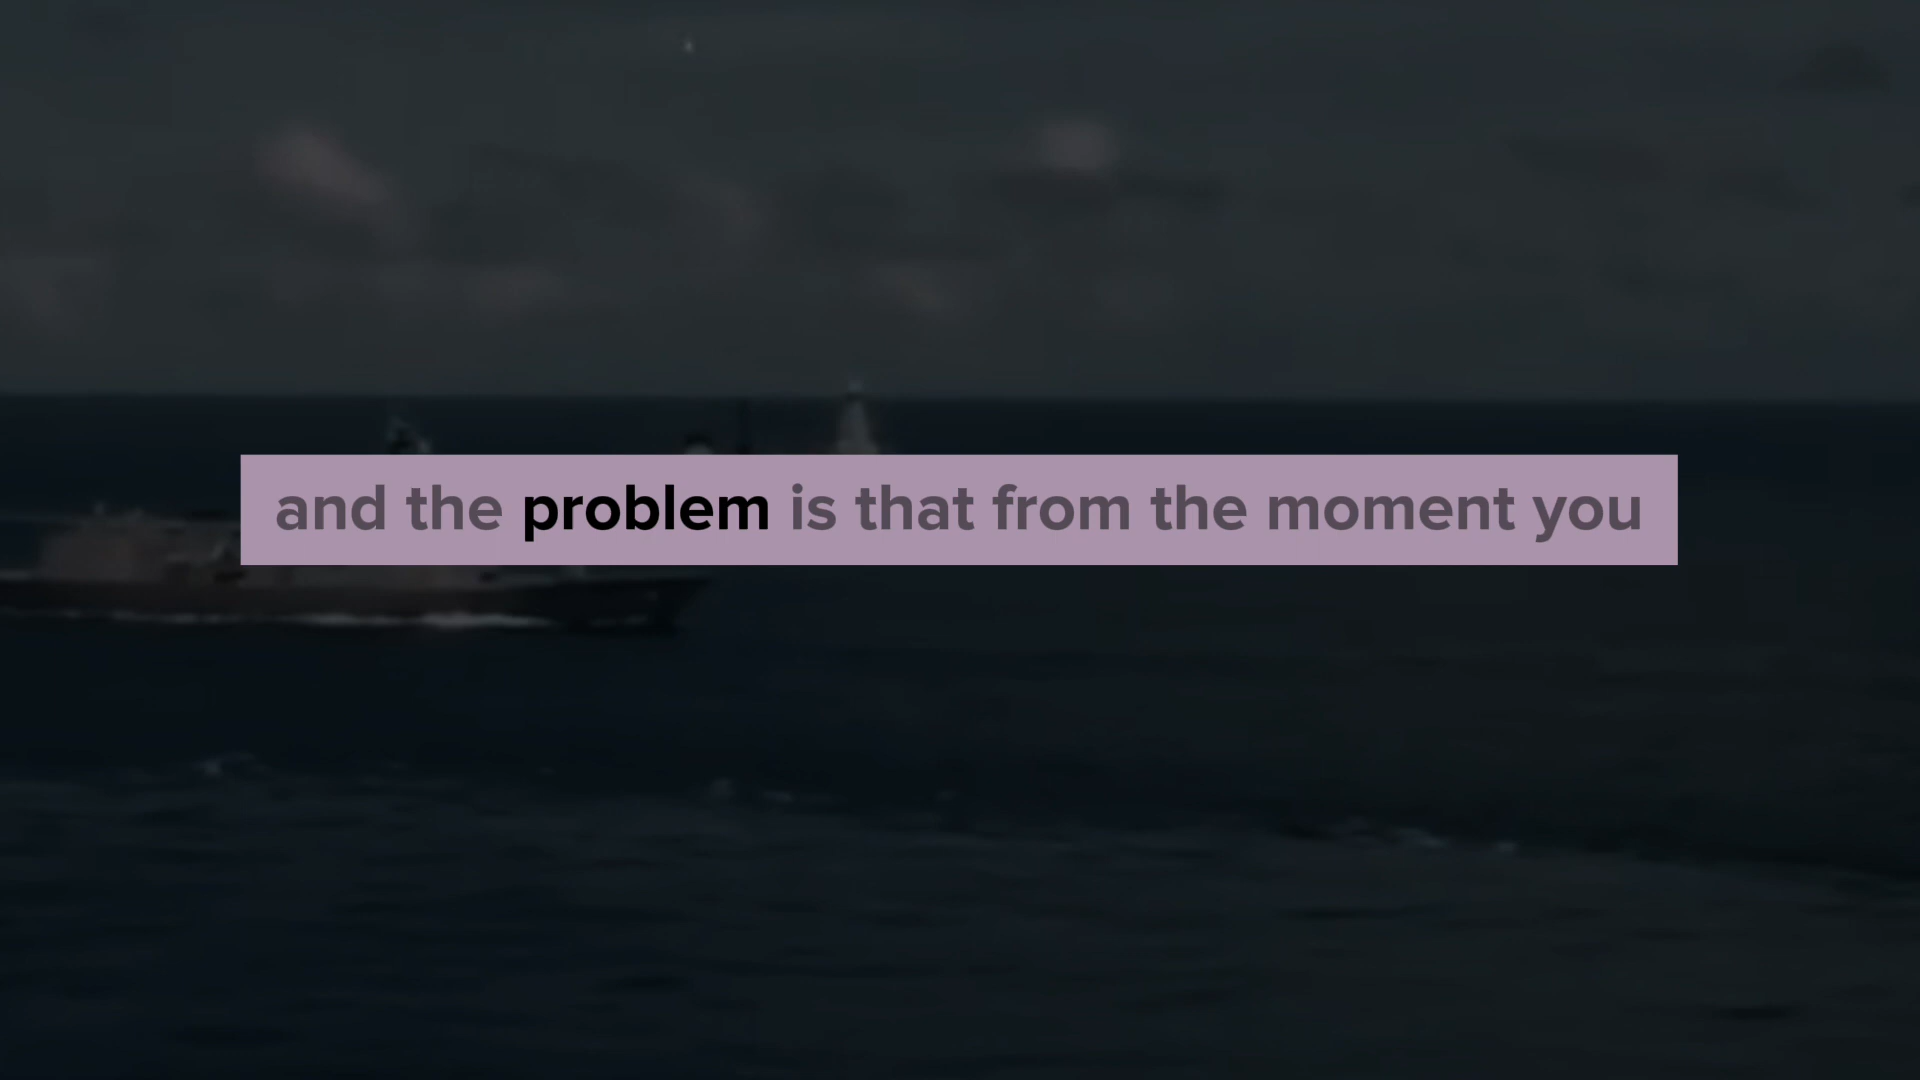 and the problem is that from the moment you